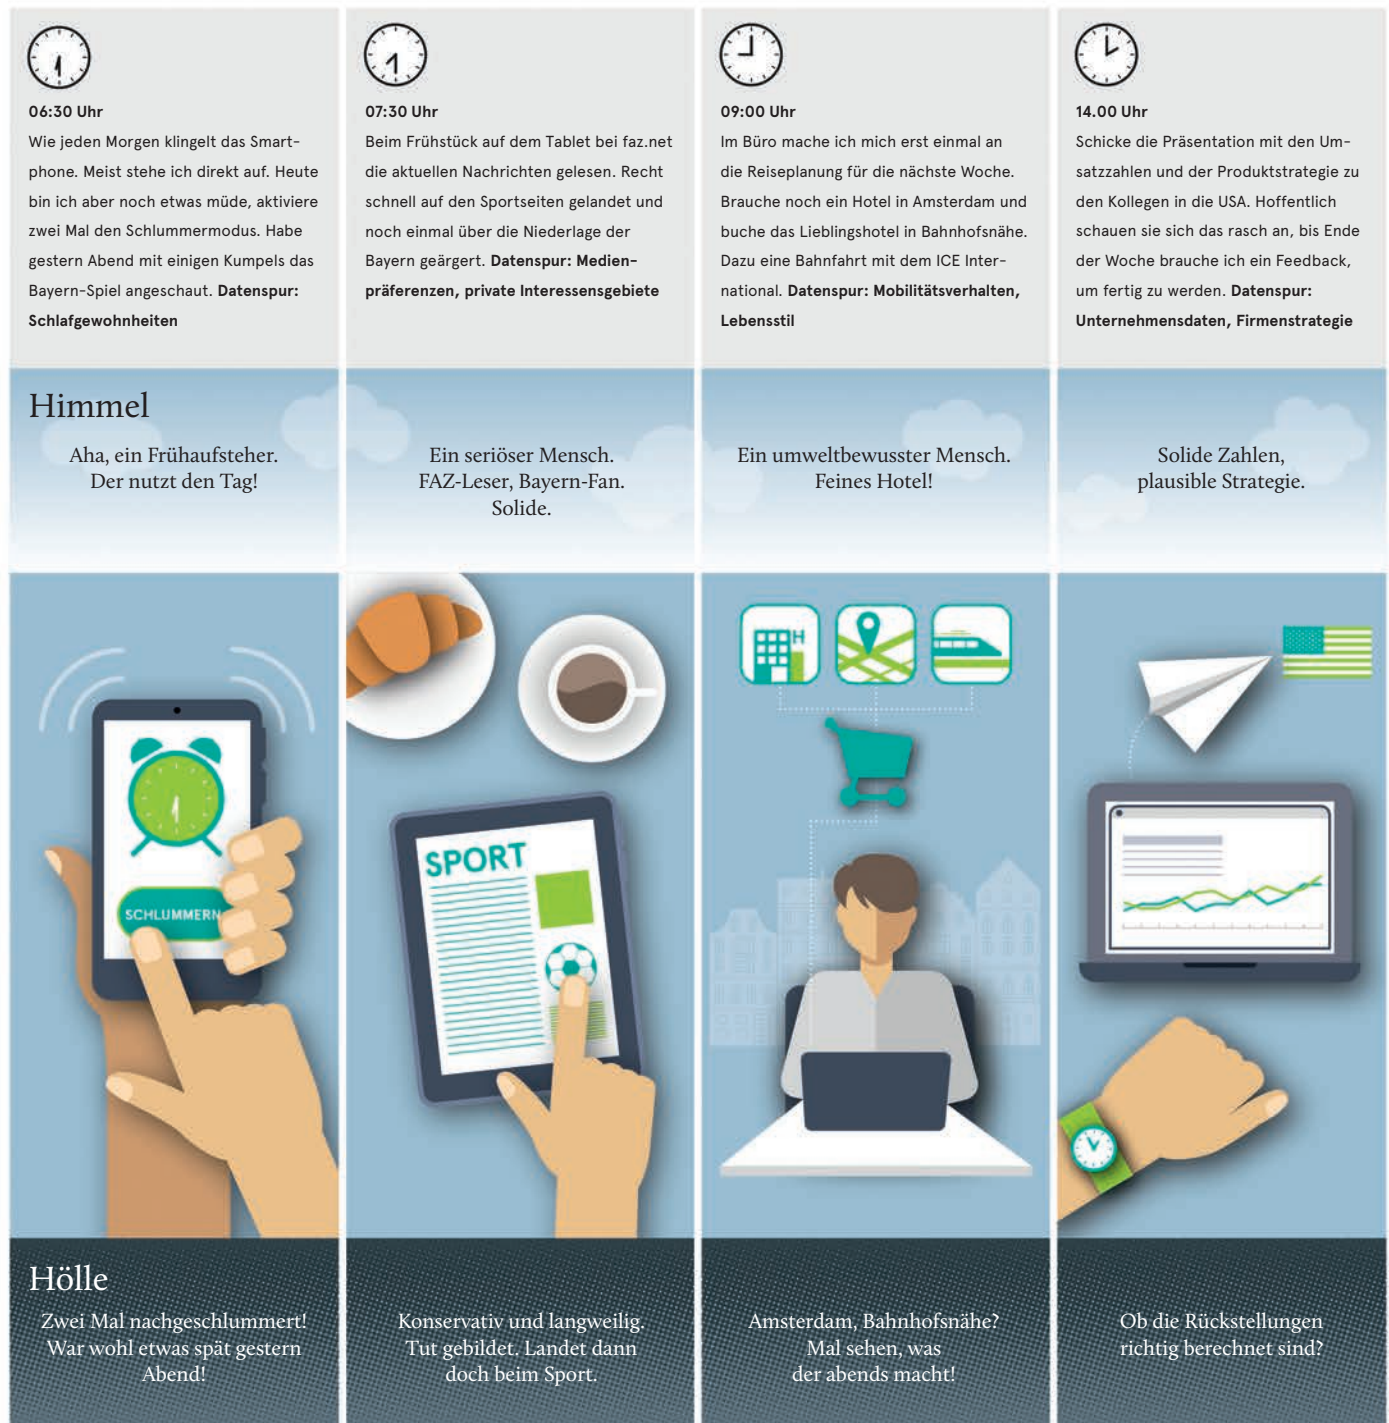 06:30 Uhr
Wie jeden Morgen klingelt das Smart-
phone. Meist stehe ich direkt auf. Heute
bin ich aber noch etwas müde, aktiviere
zwei Mal den Schlummermodus. Habe
gestern Abend mit einigen Kumpels das
Bayern-Spiel angeschaut. Datenspur:
Schlafgewohnheiten
07:30 Uhr
Beim Frühstück auf dem Tablet bei faz.net
die aktuellen Nachrichten gelesen. Recht
schnell auf den Sportseiten gelandet und
noch einmal über die Niederlage der
Bayern geärgert. Datenspur: Medien-
präferenzen, private Interessensgebiete
09:00 Uhr
Im Büro mache ich mich erst einmal an
die Reiseplanung für die nächste Woche.
Brauche noch ein Hotel in Amsterdam und
buche das Lieblingshotel in Bahnhofsnähe.
Dazu eine Bahnfahrt mit dem ICE Inter-
national. Datenspur: Mobilitätsverhalten,
Lebensstil
14.00 Uhr
Schicke die Präsentation mit den Um-
satzzahlen und der Produktstrategie zu
den Kollegen in die USA. Hoffentlich
schauen sie sich das rasch an, bis Ende
der Woche brauche ich ein Feedback,
um fertig zu werden. Datenspur:
Unternehmensdaten, Firmenstrategie
Himmel
Aha, ein Frühaufsteher.
Der nutzt den Tag!
Ein seriöser Mensch.
FAZ-Leser, Bayern-Fan.
Solide.
Ein umweltbewusster Mensch.
Feines Hotel!
Solide Zahlen,
plausible Strategie.
SCHLUMMERN
SPORT
H
Hölle
Zwei Mal nachgeschlummert!
War wohl etwas spät gestern
Abend!
Konservativ und langweilig.
Tut gebildet. Landet dann
doch beim Sport.
Amsterdam, Bahnhofsnähe?
Mal sehen, was
der abends macht!
Ob die Rückstellungen
richtig berechnet sind?